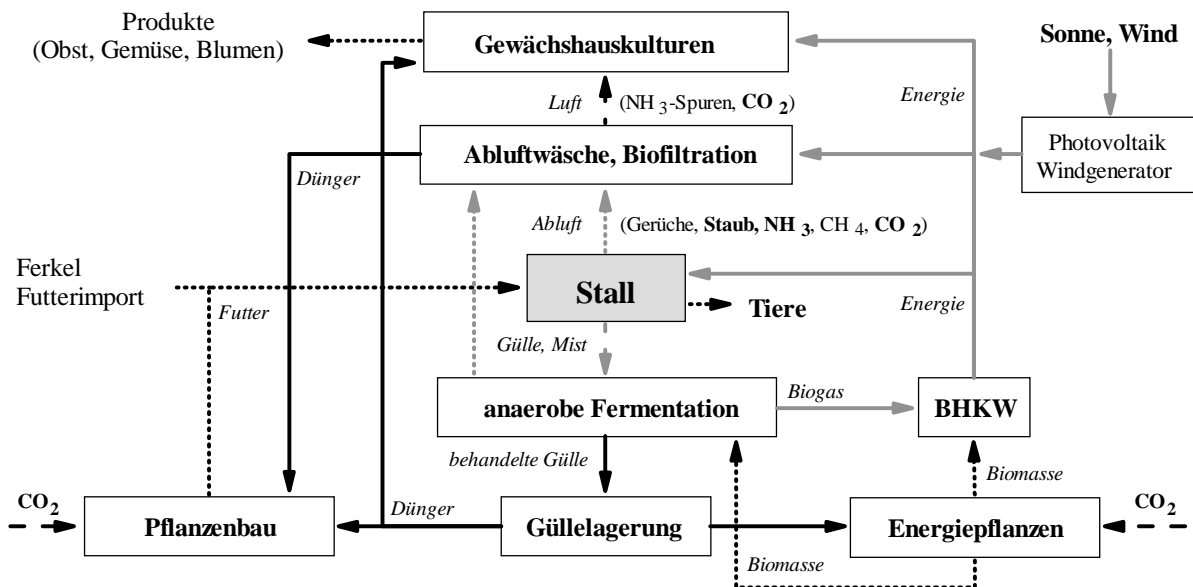 Produkte
(Obst, Gemüse, Blumen)
Gewächshauskulturen
Sonne, Wind
Luft
(NH3-Spuren, CO2)
Energie
Abluftwäsche, Biofiltration
Photovoltaik
Windgenerator
Dünger
Abluft
(Gerüche, Staub, NH3, CH4, CO2)
Ferkel
Futterimport
Stall
Futter
Tiere
Energie
Gülle, Mist
anaerobe Fermentation
Biogas
BHKW
behandelte Gülle
Biomasse
CO2
Pflanzenbau
Dünger
Güllelagerung
Energiepflanzen
CO2
Biomasse